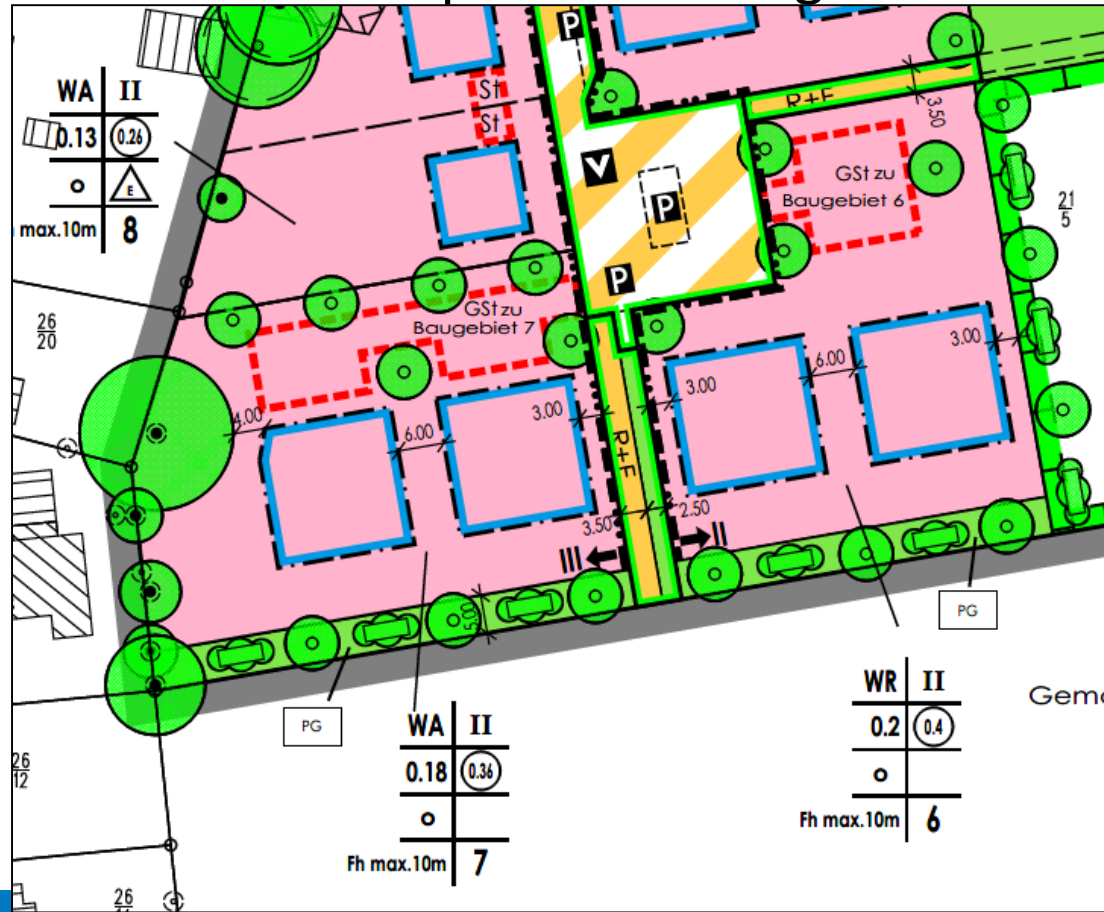 P
WA II
St
St
R+F
3.50
0.13 0.26
V
E
max.10m 8
GSt zu
Baugebiet 6
P
21
5
P
GSt zu
Baugebiet 7
26
20
3.00
6.00
4.00
6.00
3.00
3.00
R+F
3.50
2.50
III
II
5.00
PG
PG
WR II
0.2 0.4
Fh max.10m 6
WA II
0.18 0.36
Fh max.10m 7
26
12
26